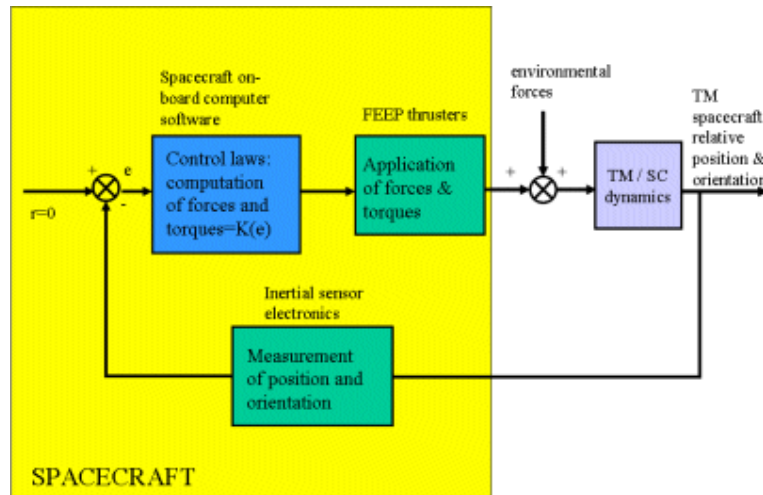 Spacecraft on-
board computer
software
FEEP thrusters
environmental
forces
TM
spacecraft
relative
position &
orientation
+
e
-
r=0
Control laws:
computation
of forces and
torques=K(e)
Application
of forces &
torques
+
+
TM / SC
dynamics
Inertial sensor
electronics
Measurement
of position and
orientation
SPACECRAFT